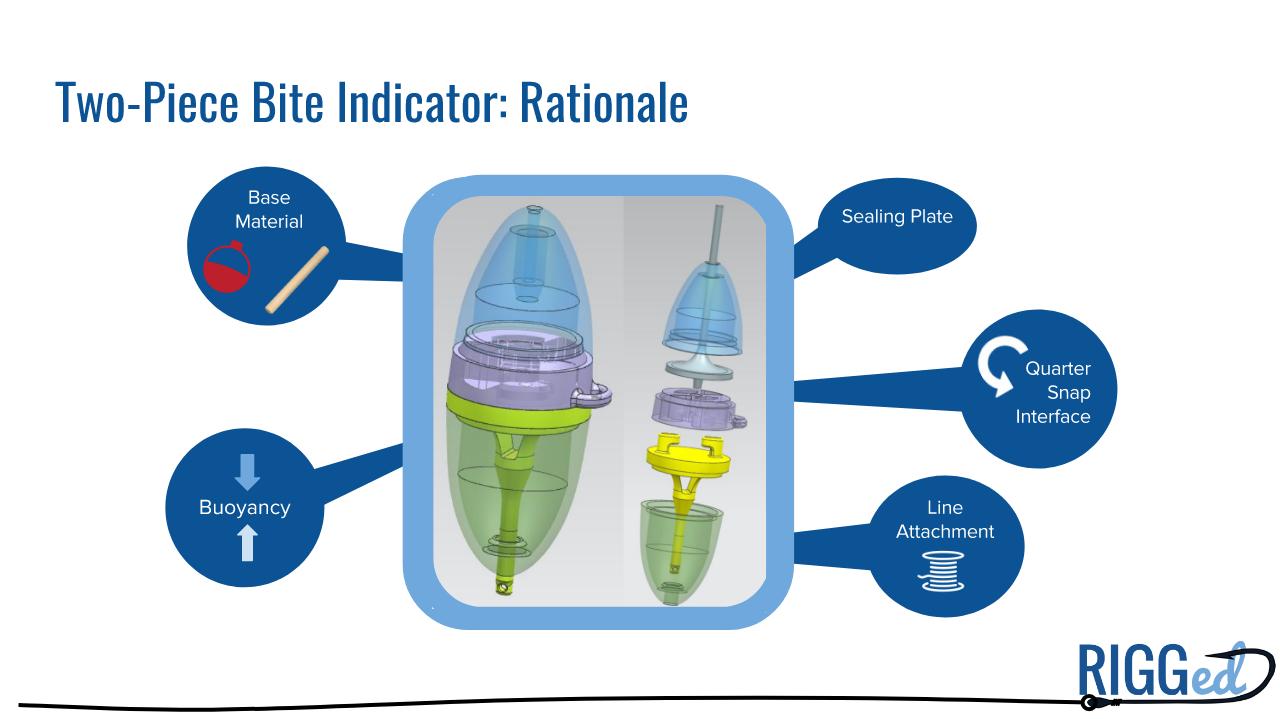 Two-Piece Bite Indicator: Rationale
Base
Material
Sealing Plate
Quarter
Snap
Interface
Buoyancy
Line
Attachment
RIGGed